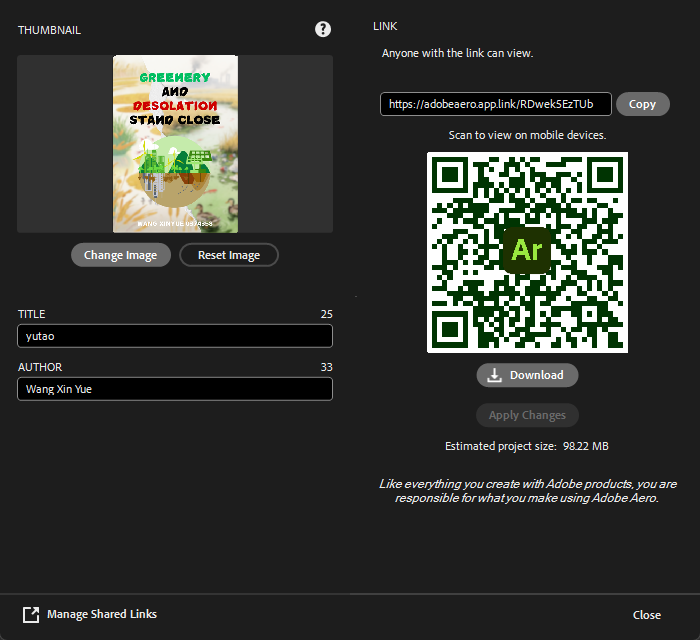 THUMBNAIL
?
GREENERY
AND
DESOLATION
STAND CLOSE
WANG XINYUE 0374358
Change Image
Reset Image
TITLE 25
yutao
AUTHOR 33
Wang Xin Yue
LINK
Anyone with the link can view.
https://adobeaero.app.link/RDwek5EzTUb
Copy
Scan to view on mobile devices.
Ar
Download
Apply Changes
Estimated project size: 98.22 MB
Like everything you create with Adobe products, you are
responsible for what you make using Adobe Aero.
Manage Shared Links
Close